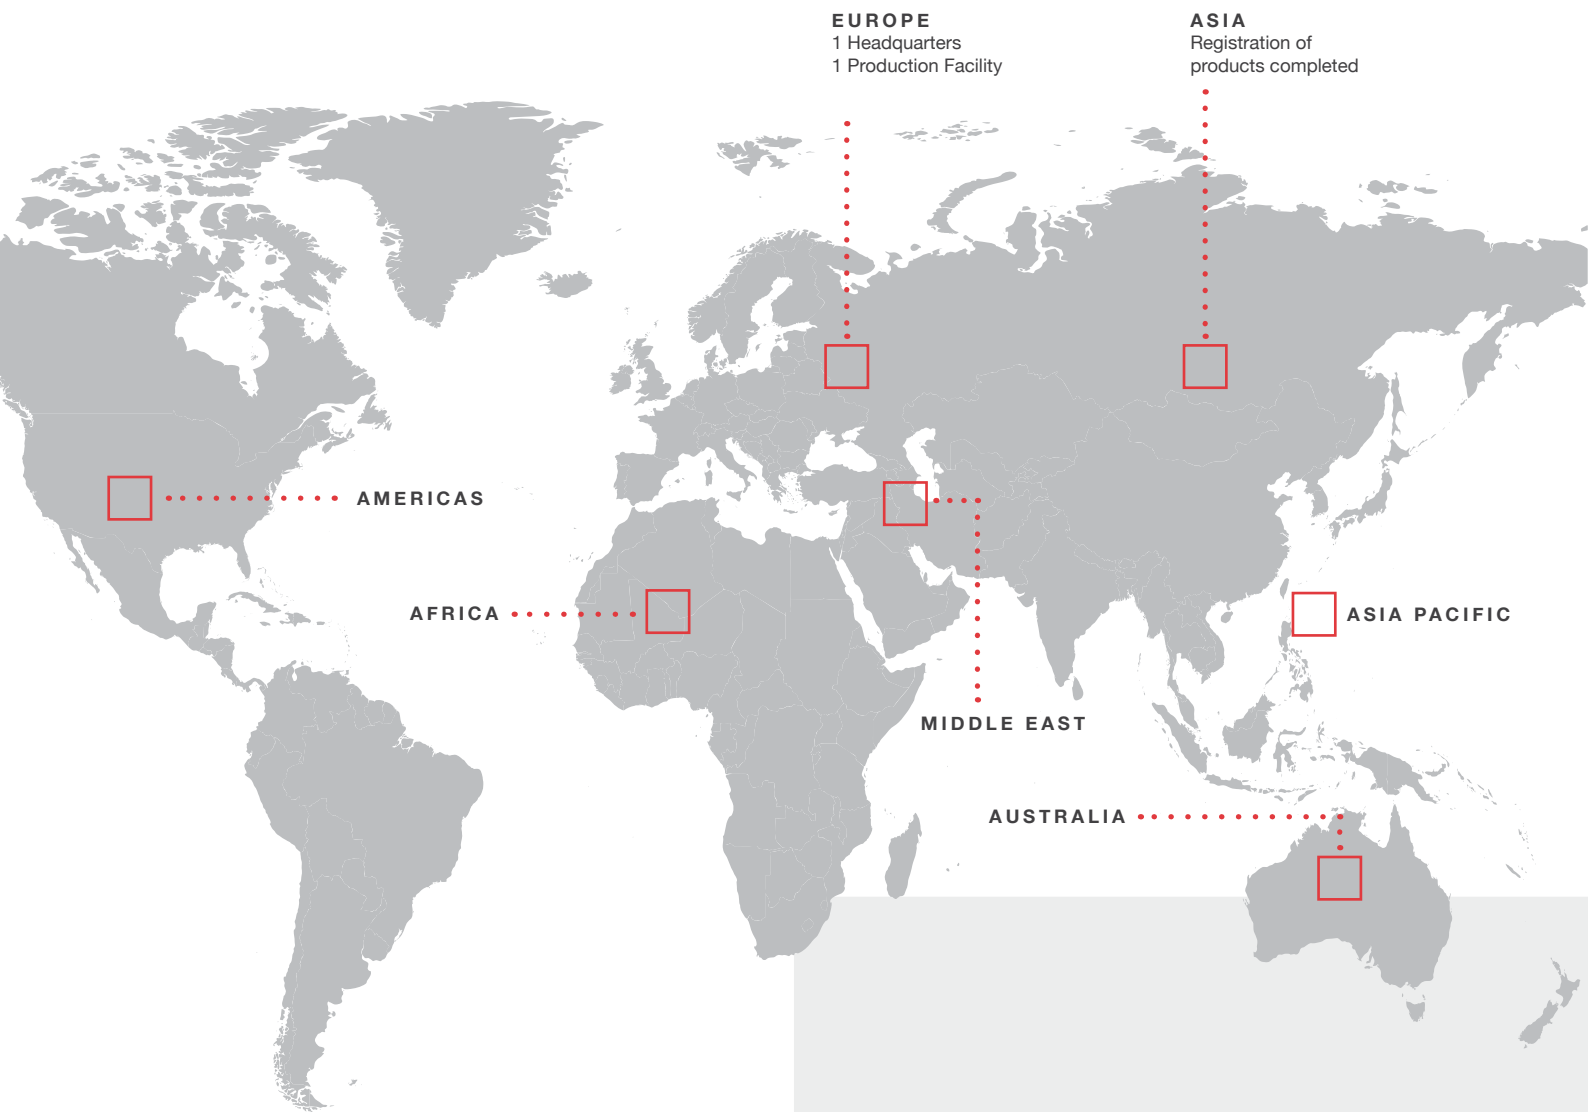 EUROPE
1 Headquarters
1 Production Facility
ASIA
Registration of
products completed
AMERICAS
AFRICA
ASIA PACIFIC
MIDDLE EAST
AUSTRALIA